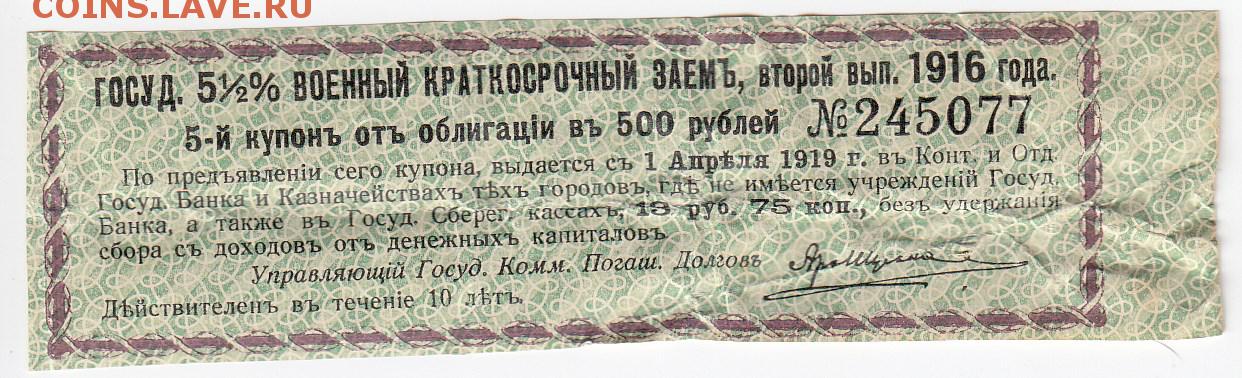 COINS.LAVE.RU
ГОСУД. 5½% ВОЕННЫЙ КРАТКОСРОЧНЫЙ ЗАЕМЪ, второй вып. 1916 года.
5-й купонъ отъ облигаціи въ 500 рублей №245077
По предъявленіи сего купона, выдается съ 1 Апрѣля 1919 г. въ Конт. и Отд.
Госуд. Банка и Казначействахъ тѣхъ городовъ, гдѣ не имѣется учрежденій Госуд.
Банка, а также въ Госуд. Сберег. кассахъ, 13 руб. 75 коп., безъ удержанія
сбора съ доходовъ отъ денежныхъ капиталовъ
Управляющій Госуд. Комм. Погаш. Долговъ
Дѣйствителенъ въ теченіе 10 лѣтъ.